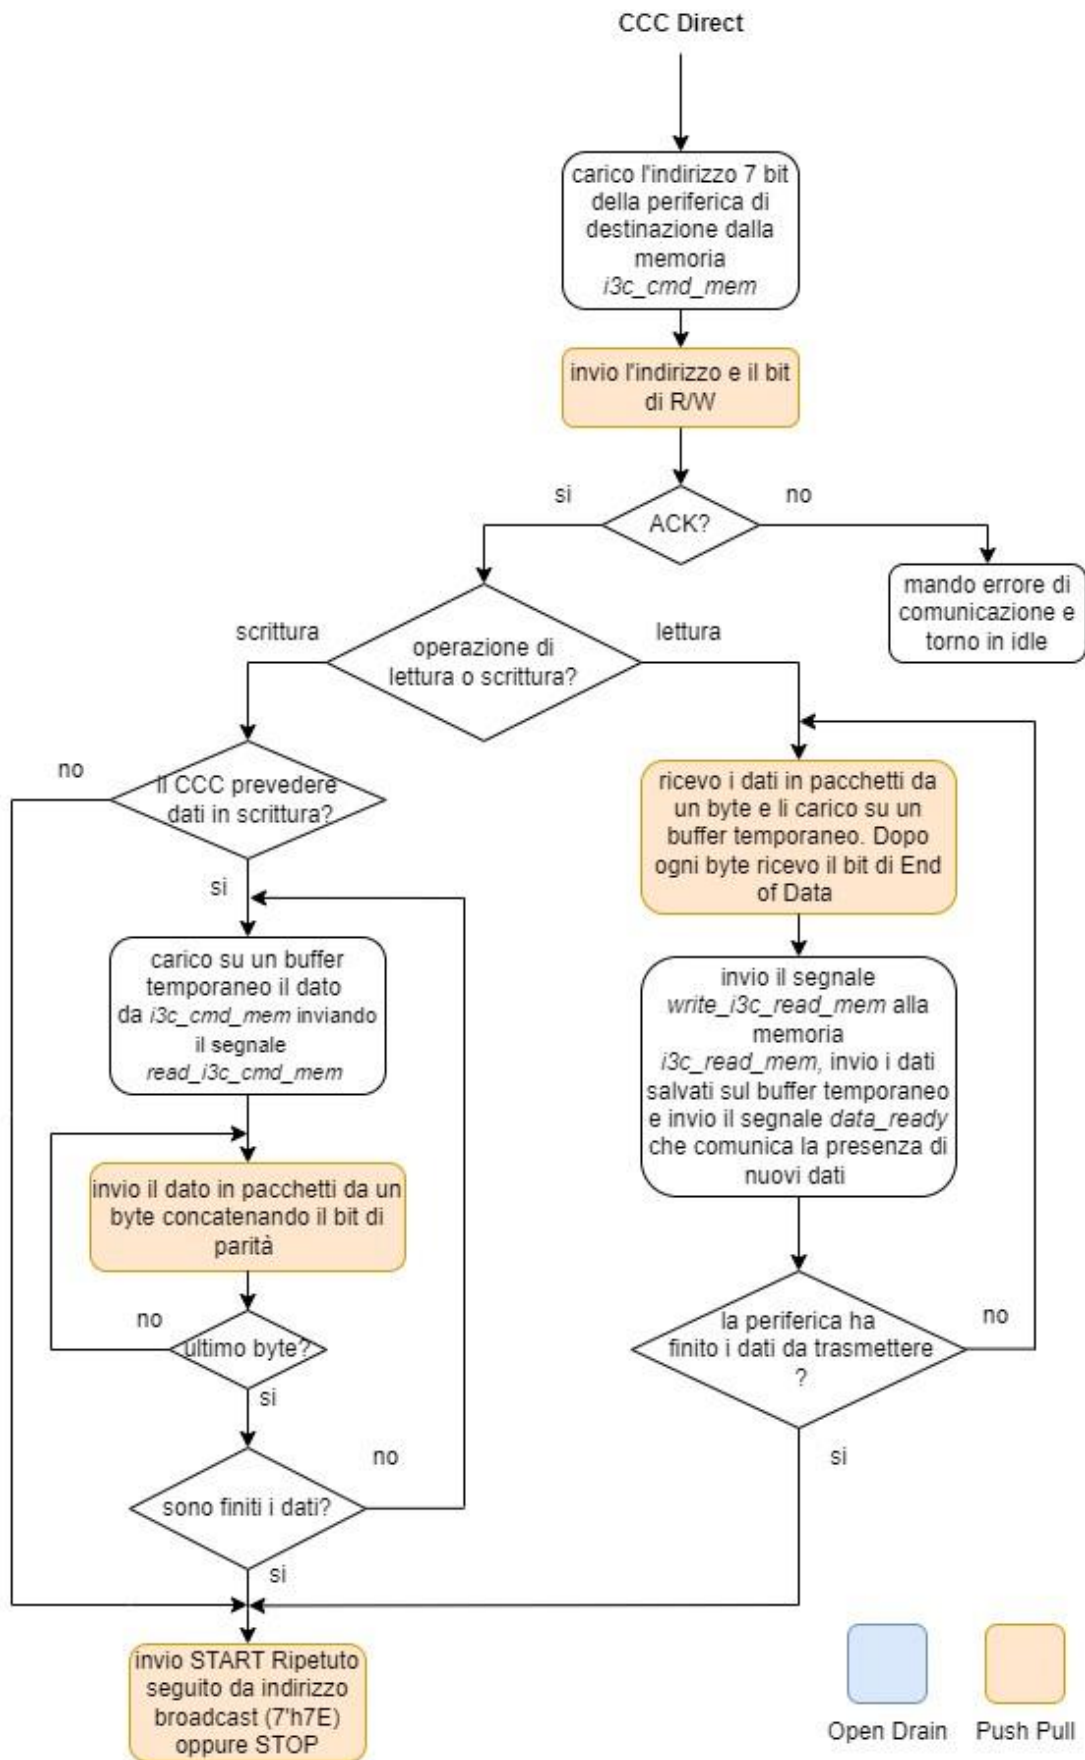 CCC Direct
carico l'indirizzo 7 bit
della periferica di
destinazione dalla
memoria
i3c_cmd_mem
invio l'indirizzo e il bit
di R/W
si
no
ACK?
mando errore di
comunicazione e
torno in idle
scrittura
lettura
operazione di
lettura o scrittura?
no
il CCC prevedere
dati in scrittura?
si
ricevo i dati in pacchetti da
un byte e li carico su un
buffer temporaneo. Dopo
ogni byte ricevo il bit di End
of Data
carico su un buffer
temporaneo il dato
da i3c_cmd_mem inviando
il segnale
read_i3c_cmd_mem
invio il segnale
write_i3c_read_mem alla
memoria
i3c_read_mem, invio i dati
salvati sul buffer temporaneo
e invio il segnale data_ready
che comunica la presenza di
nuovi dati
invio il dato in pacchetti da un
byte concatenando il bit di
parità
no
ultimo byte?
si
la periferica ha
finito i dati da trasmettere
?
no
si
no
sono finiti i dati?
si
invio START Ripetuto
seguito da indirizzo
broadcast (7'h7E)
oppure STOP
Open Drain
Push Pull